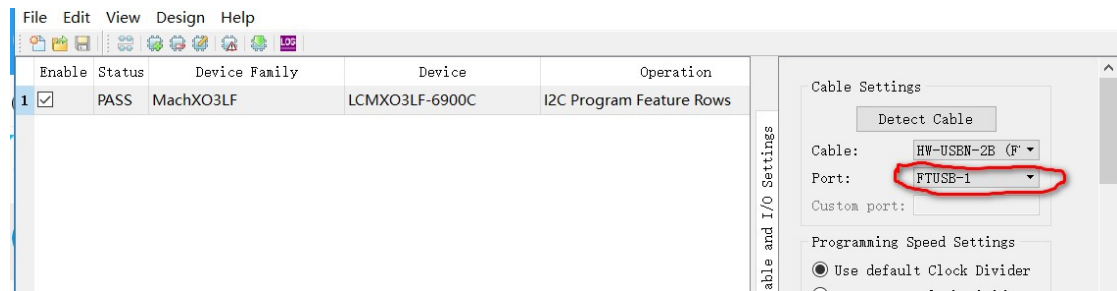 File Edit View Design Help
LOG
Enable Status Device Family Device Operation
1 PASS MachXO3LF LCMXO3LF-6900C I2C Program Feature Rows
Cable Settings
Detect Cable
Cable: HW-USBN-2B (F
Port: FTUSB-1
Custom port:
Programming Speed Settings
Use default Clock Divider
able and I/O Settings